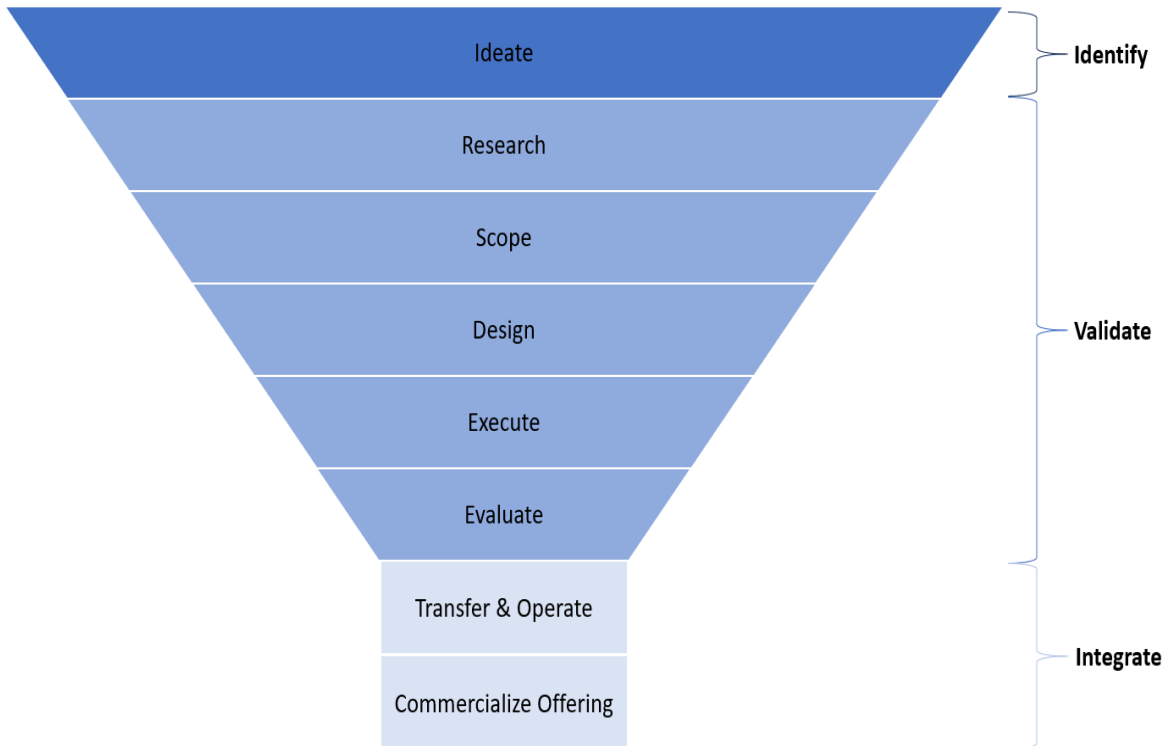 Ideate
Identify
Research
Scope
Design
Validate
Execute
Evaluate
Transfer & Operate
Integrate
Commercialize Offering